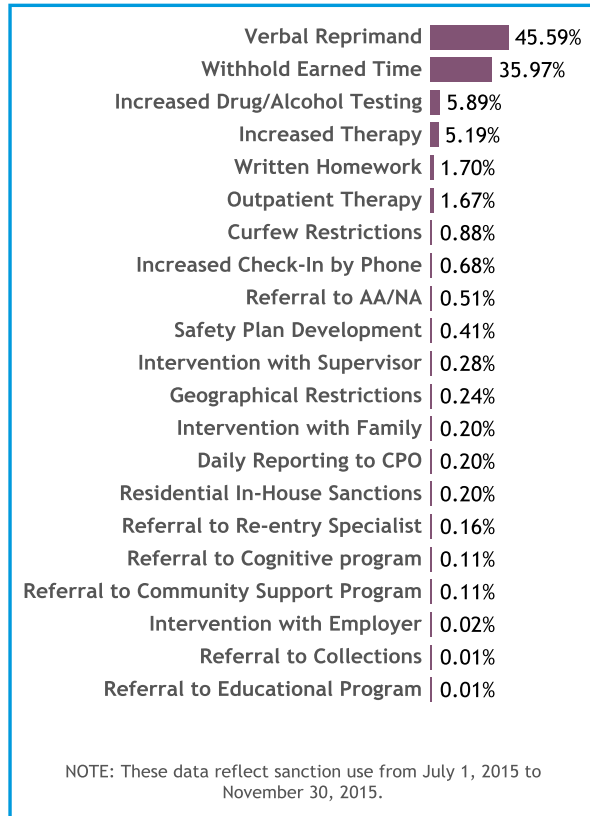 Verbal Reprimand 45.59%
Withhold Earned Time 35.97%
Increased Drug/Alcohol Testing 5.89%
Increased Therapy 5.19%
Written Homework 1.70%
Outpatient Therapy 1.67%
Curfew Restrictions 0.88%
Increased Check-In by Phone 0.68%
Referral to AA/NA 0.51%
Safety Plan Development 0.41%
Intervention with Supervisor 0.28%
Geographical Restrictions 0.24%
Intervention with Family 0.20%
Daily Reporting to CPO 0.20%
Residential In-House Sanctions 0.20%
Referral to Re-entry Specialist 0.16%
Referral to Cognitive program 0.11%
Referral to Community Support Program 0.11%
Intervention with Employer 0.02%
Referral to Collections 0.01%
Referral to Educational Program 0.01%
NOTE: These data reflect sanction use from July 1, 2015 to
November 30, 2015.